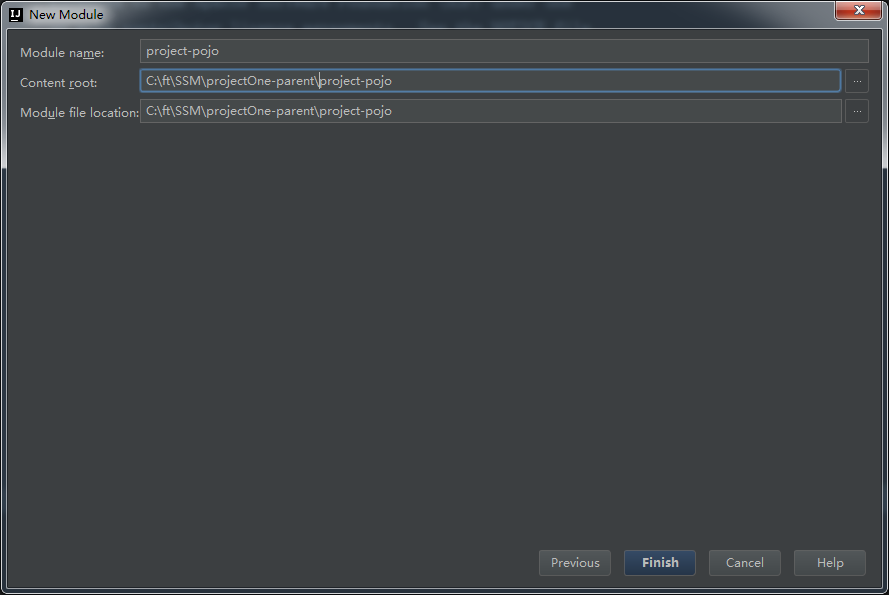 IJ New Module
Module name: project-pojo
Content root: C:\ft\SSM\projectOne-parent\project-pojo ...
Module file location: C:\ft\SSM\projectOne-parent\project-pojo ...
Previous Finish Cancel Help